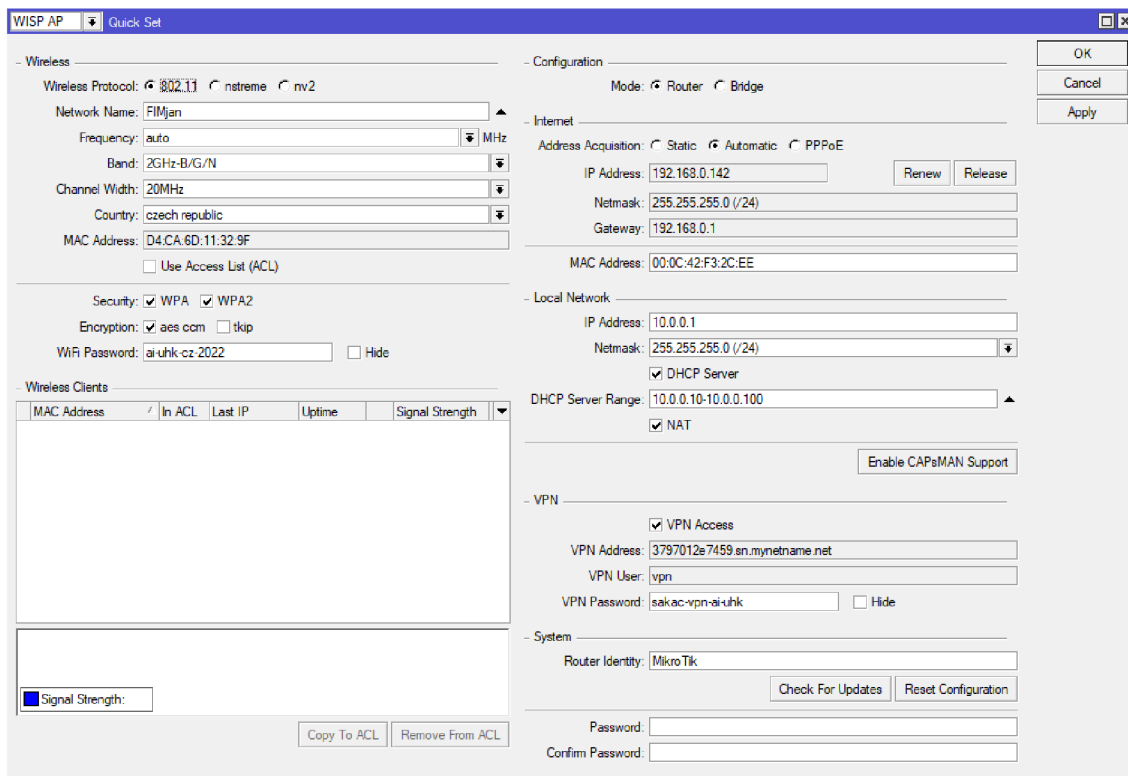 WISP AP Quick Set
Wireless
Wireless Protocol: 802.11 nstreme nv2
Network Name: FIMjan
Frequency: auto MHz
Band: 2GHz-B/G/N
Channel Width: 20MHz
Country: czech republic
MAC Address: D4:CA:6D:11:32:9F
Use Access List (ACL)
Security: WPA WPA2
Encryption: aes ccm tkip
WiFi Password: ai-uhk-cz-2022 Hide
Wireless Clients
MAC Address In ACL Last IP Uptime Signal Strength
Signal Strength:
Copy To ACL Remove From ACL
Configuration
Mode: Router Bridge
Internet
Address Acquisition: Static Automatic PPPoE
IP Address: 192.168.0.142 Renew Release
Netmask: 255.255.255.0 (/24)
Gateway: 192.168.0.1
MAC Address: 00:0C:42:F3:2C:EE
Local Network
IP Address: 10.0.0.1
Netmask: 255.255.255.0 (/24)
DHCP Server
DHCP Server Range: 10.0.0.10-10.0.0.100
NAT
Enable CAPsMAN Support
VPN
VPN Access
VPN Address: 3797012e7459.sn.mynetname.net
VPN User: vpn
VPN Password: sakac-vpn-ai-uhk Hide
System
Router Identity: MikroTik
Check For Updates Reset Configuration
Password:
Confirm Password:
OK
Cancel
Apply